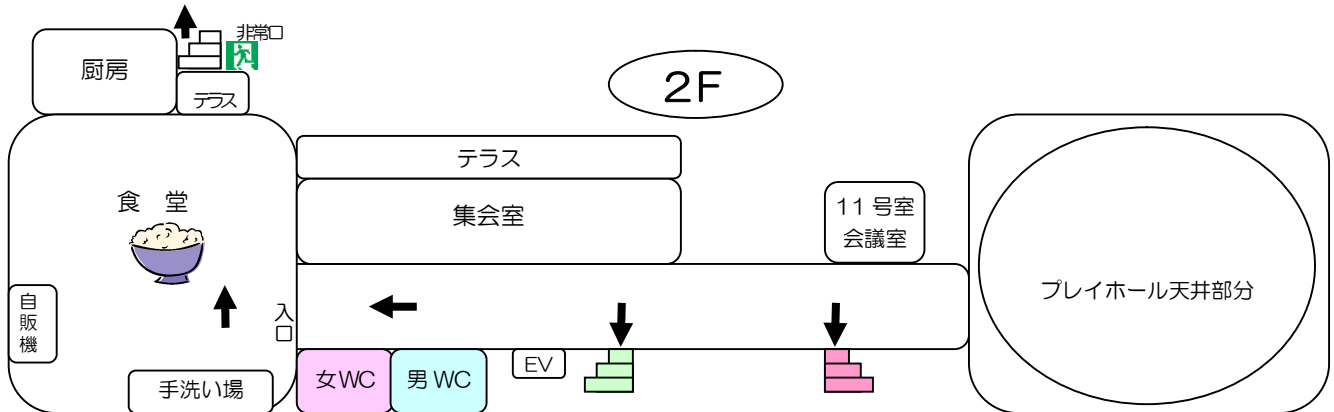 非常口
厨房
テラス
2F
テラス
食 堂
集会室
11 号室
会議室
自
販
機
入
口
プレイホール天井部分
女WC
男 WC
EV
手洗い場